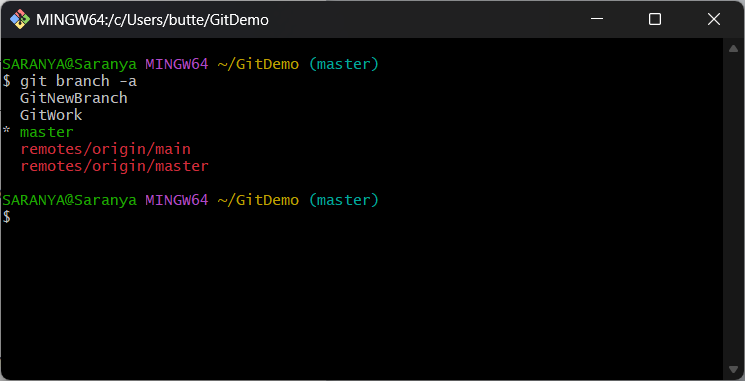 MINGW64:/c/Users/butte/GitDemo
SARANYA@Saranya MINGW64 ~/GitDemo (master)
$ git branch -a
  GitNewBranch
  GitWork
* master
  remotes/origin/main
  remotes/origin/master
SARANYA@Saranya MINGW64 ~/GitDemo (master)
$